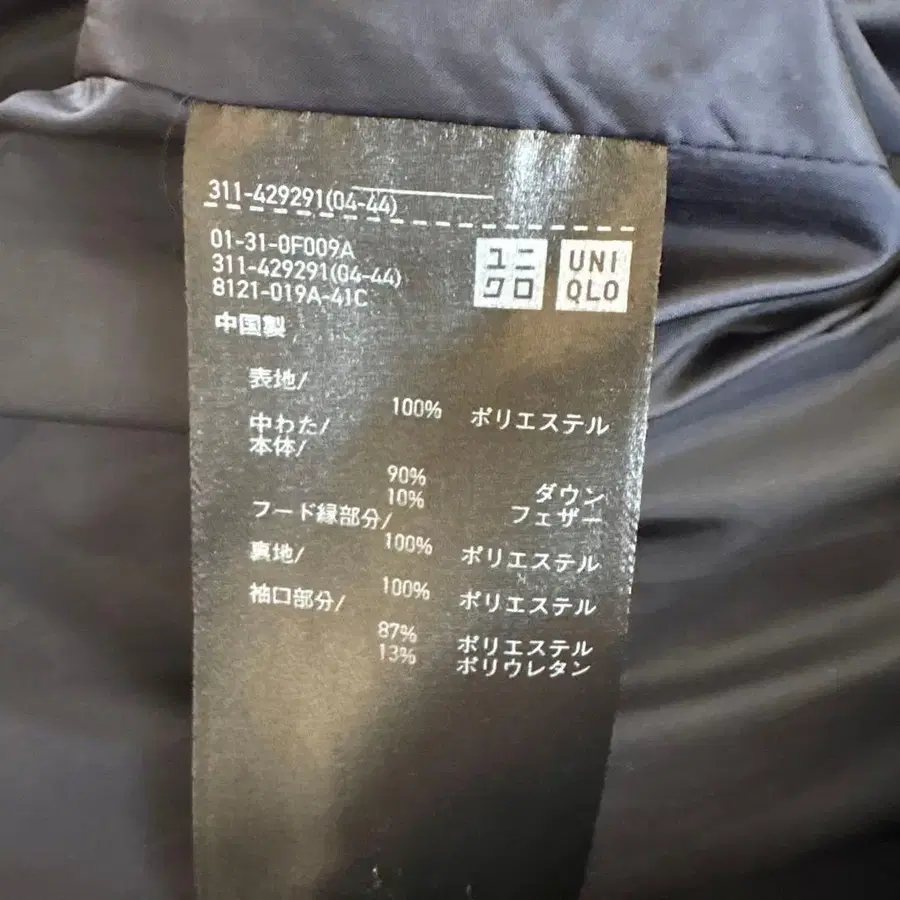 311-429291(04-44)
01-31-0F009A
311-429291(04-44)
8121-019A-41C
ユニ
クロ
UNI
QLO
中国製
表地/
100% ポリエステル
中わた/
本体/
90% ダウン
10% フェザー
フード縁部分/
100% ポリエステル
裏地/
100% ポリエステル
袖口部分/
87% ポリエステル
13% ポリウレタン